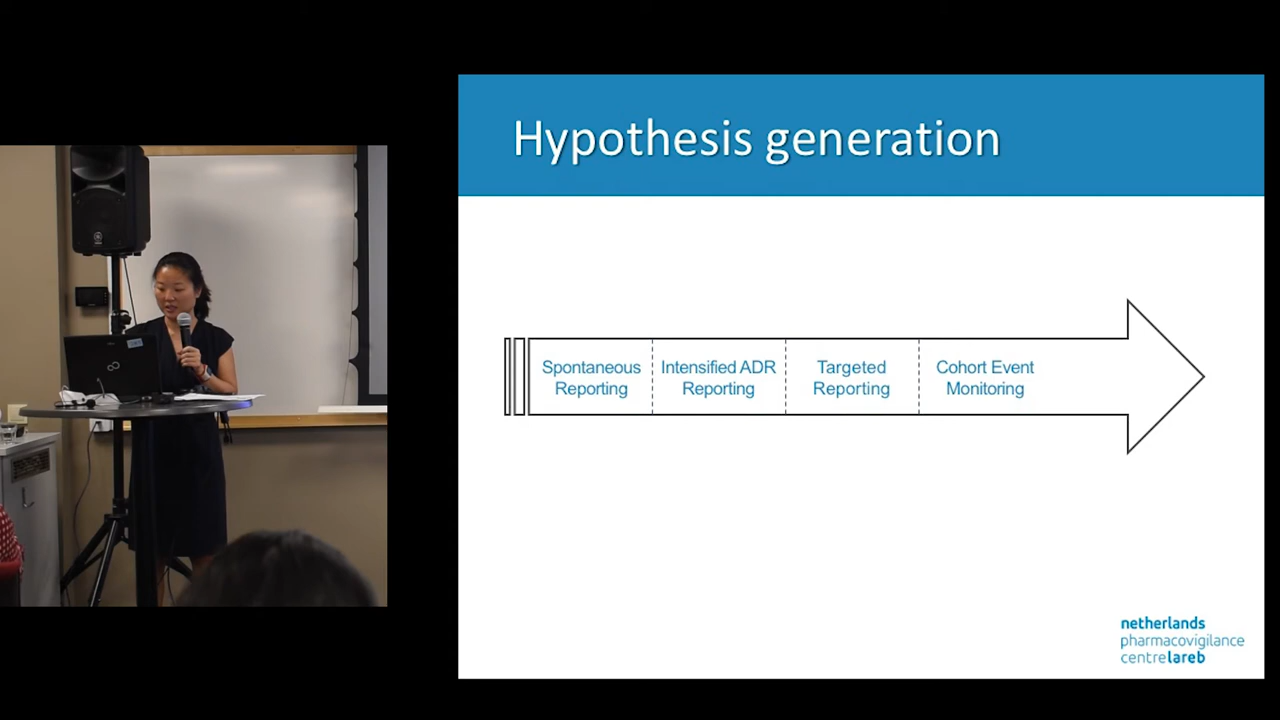 Hypothesis generation
Spontaneous
Reporting
Intensified ADR
Reporting
Targeted
Reporting
Cohort Event
Monitoring
netherlands
pharmacovigilance
centrelareb